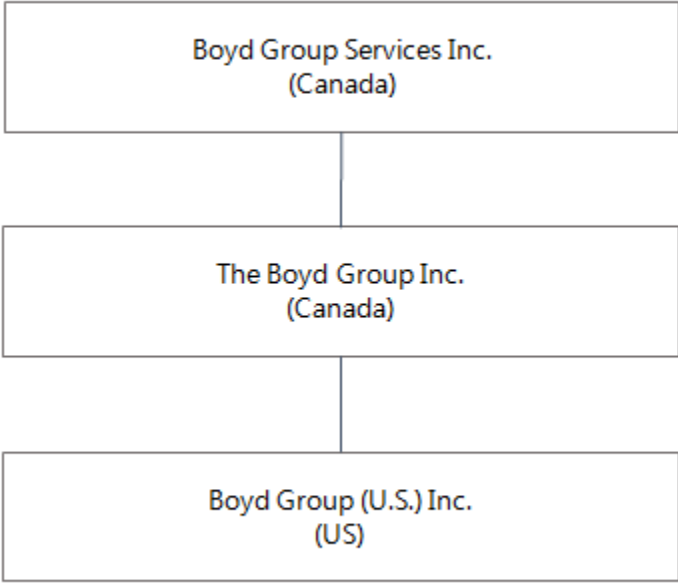 Boyd Group Services Inc.
(Canada)
The Boyd Group Inc.
(Canada)
Boyd Group (U.S.) Inc.
(US)